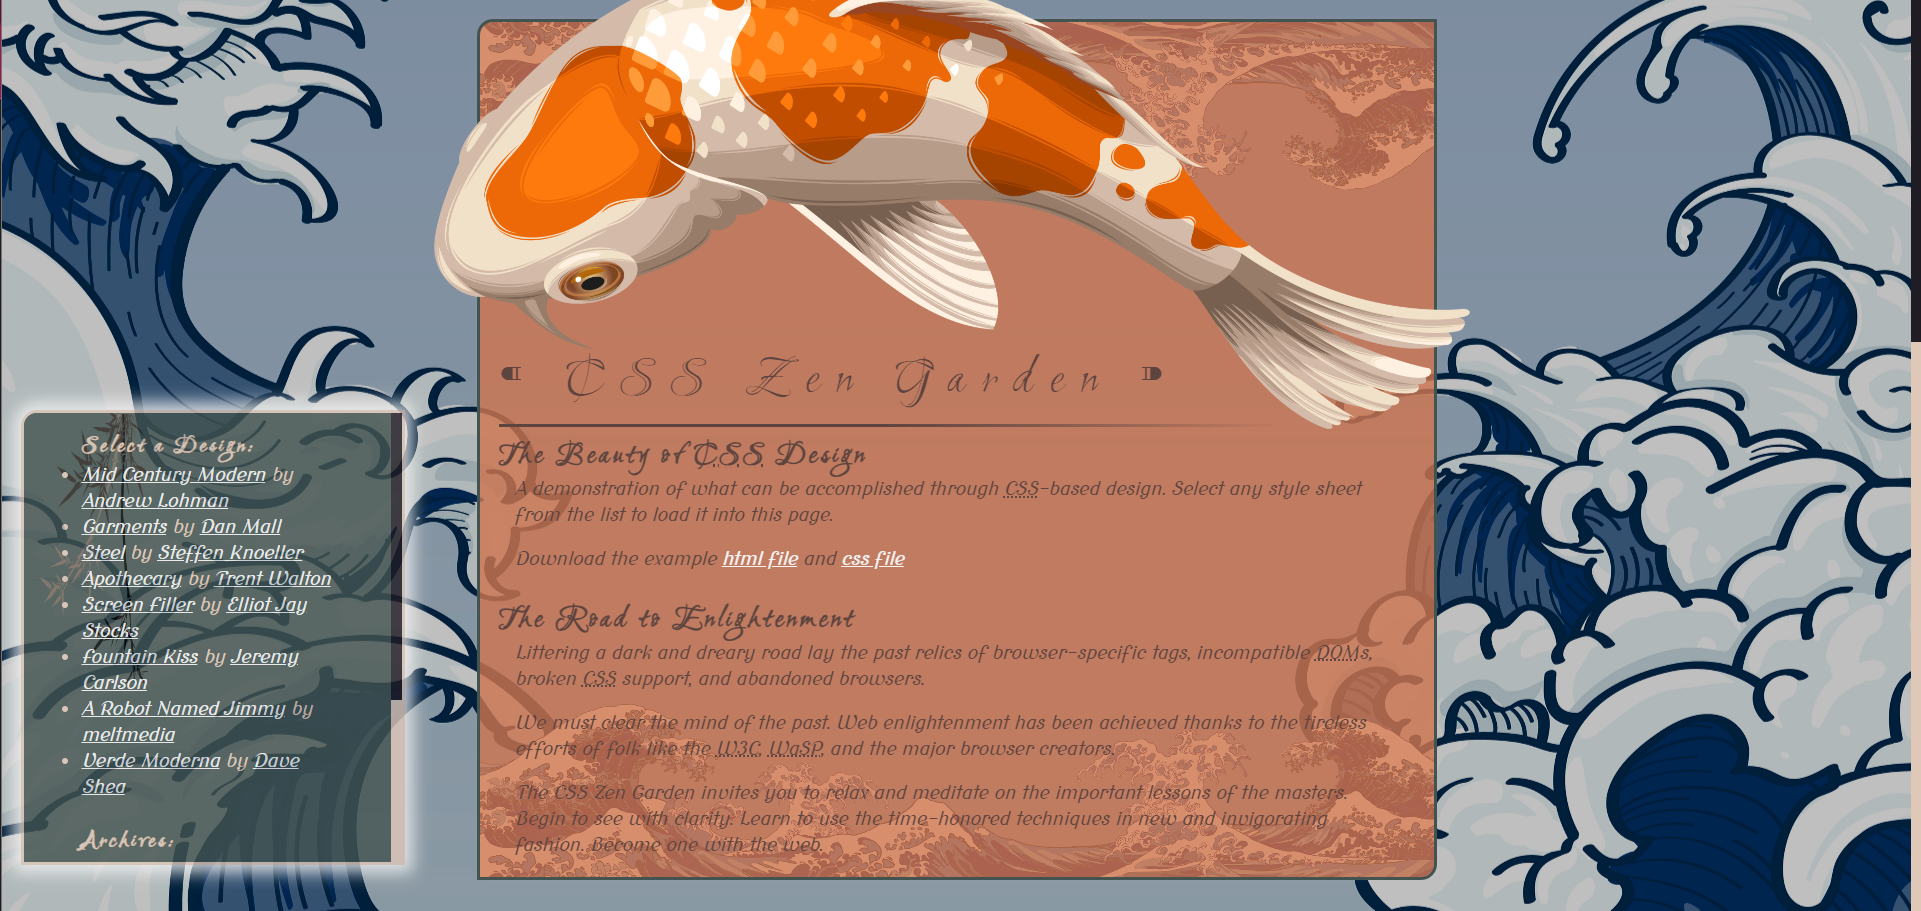 CSS Zen Garden
The Beauty of CSS Design
A demonstration of what can be accomplished through CSS-based design. Select any style sheet
from the list to load it into this page.
Download the example html file and css file
The Road to Enlightenment
Littering a dark and dreary road lay the past relics of browser-specific tags, incompatible DOMs,
broken CSS support, and abandoned browsers.
We must clear the mind of the past. Web enlightenment has been achieved thanks to the tireless
efforts of folk like the W3C, WaSP, and the major browser creators.
The CSS Zen Garden invites you to relax and meditate on the important lessons of the masters.
Begin to see with clarity. Learn to use the time-honored techniques in new and invigorating
fashion. Become one with the web.
Select a Design:
Mid Century Modern by
Andrew Lohman
Garments by Dan Mall
Steel by Steffen Knoeller
Apothecary by Trent Walton
Screen Filler by Elliot Jay
Stocks
Fountain Kiss by Jeremy
Carlson
A Robot Named Jimmy by
meltmedia
Verde Moderna by Dave
Shea
Archives: